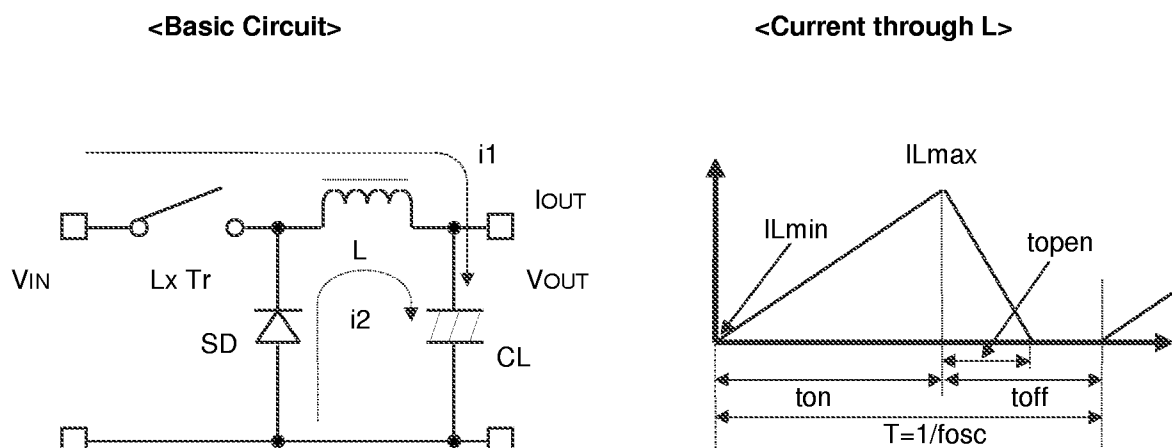 <Basic Circuit>
<Current through L>
i1
IOUT
VIN
Lx Tr
L
VOUT
SD
i2
CL
ILmax
ILmin
topen
ton
toff
T=1/fosc